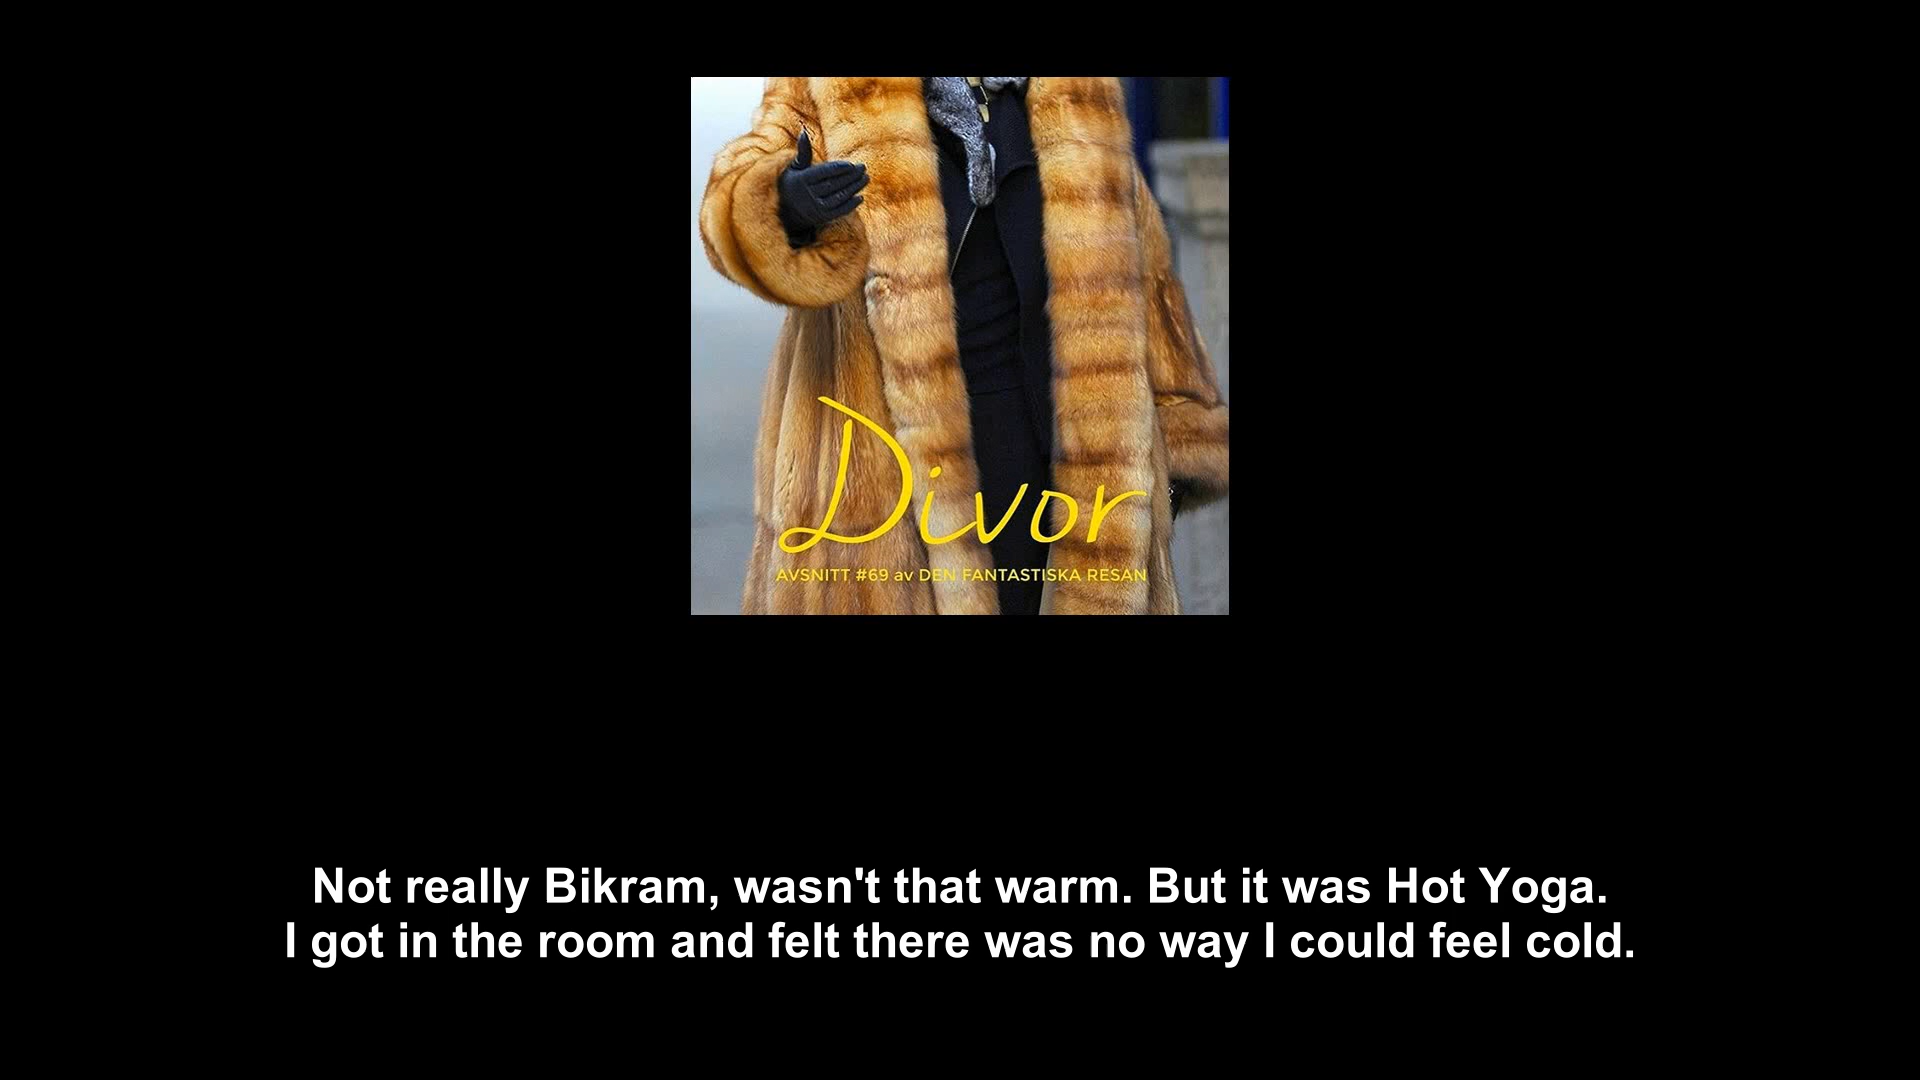 Divor
AVSNITT #69 av DEN FANTASTISKA RESAN
Not really Bikram, wasn't that warm. But it was Hot Yoga.
I got in the room and felt there was no way I could feel cold.